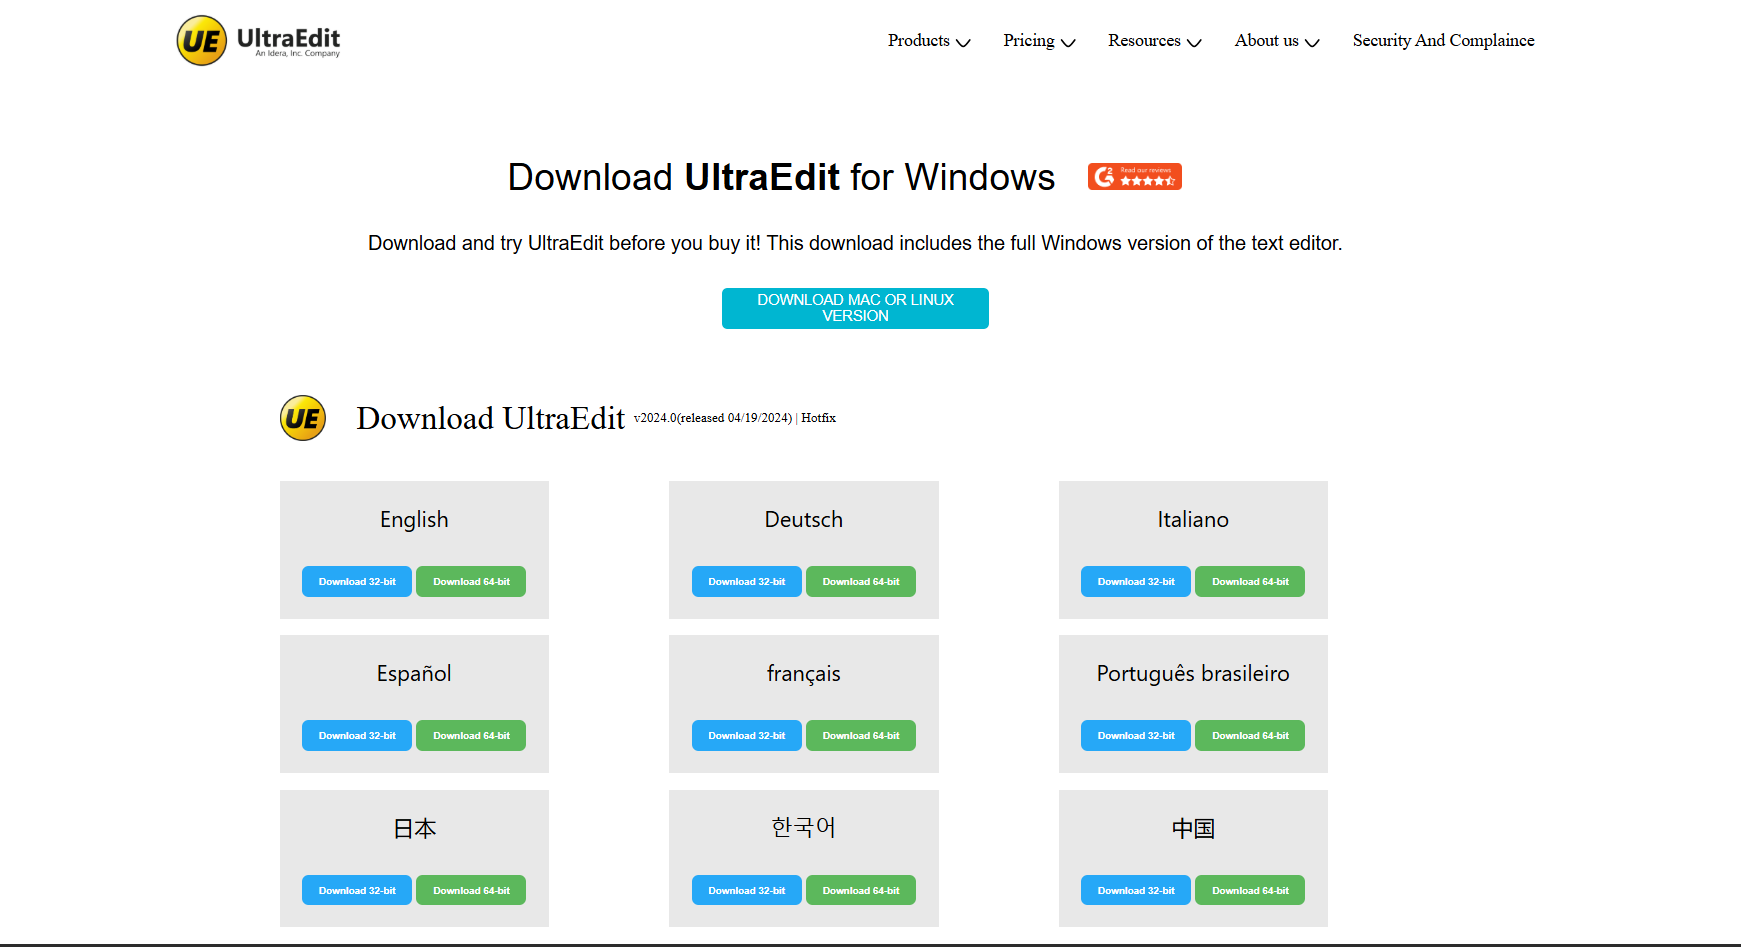 UE UltraEdit
An Idera, Inc. Company
Products Pricing Resources About us Security And Complaince
Download UltraEdit for Windows
G2 Read our reviews
Download and try UltraEdit before you buy it! This download includes the full Windows version of the text editor.
DOWNLOAD MAC OR LINUX
VERSION
UE Download UltraEdit v2024.0(released 04/19/2024) | Hotfix
English Deutsch Italiano
Download 32-bit Download 64-bit Download 32-bit Download 64-bit Download 32-bit Download 64-bit
Español français Português brasileiro
Download 32-bit Download 64-bit Download 32-bit Download 64-bit Download 32-bit Download 64-bit
日本 한국어 中国
Download 32-bit Download 64-bit Download 32-bit Download 64-bit Download 32-bit Download 64-bit